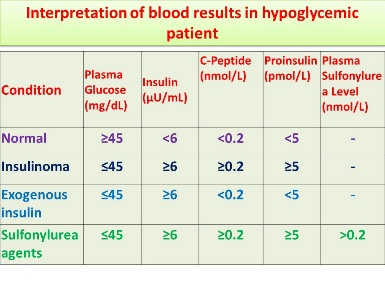 Interpretation of blood results in hypoglycemic
patient
Condition Plasma Glucose (mg/dL) Insulin (μU/mL) C-Peptide (nmol/L) Proinsulin (pmol/L) Plasma Sulfonylurea Level (nmol/L)
Normal ≥45 <6 <0.2 <5 -
Insulinoma ≤45 ≥6 ≥0.2 ≥5 -
Exogenous insulin ≤45 ≥6 <0.2 <5 -
Sulfonylurea agents ≤45 ≥6 ≥0.2 ≥5 >0.2